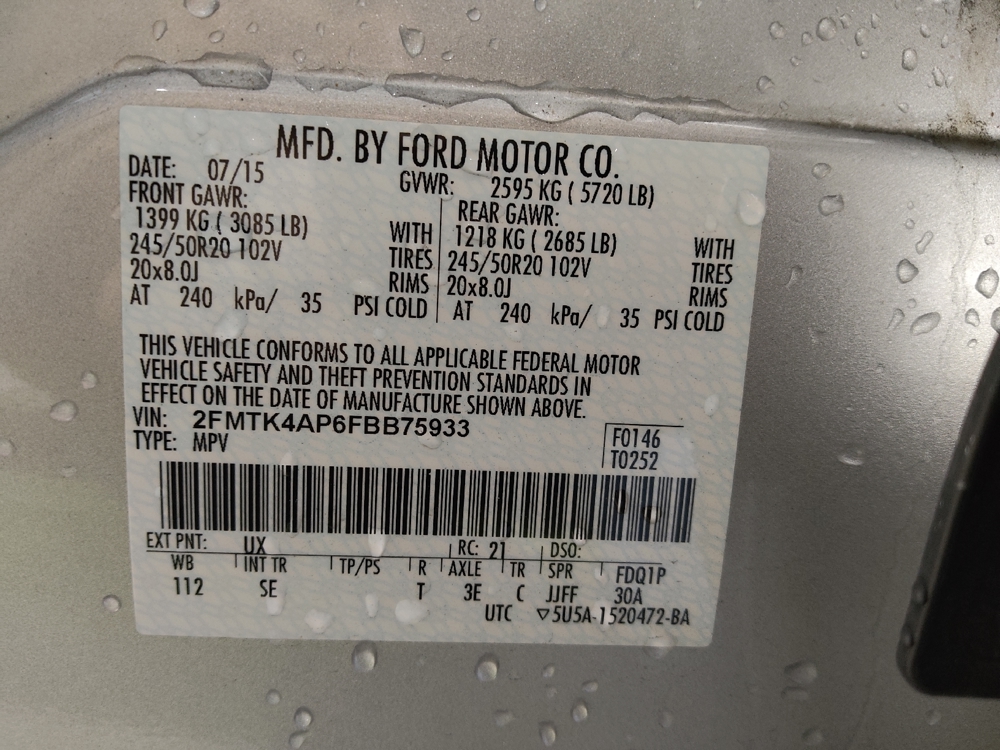 MFD. BY FORD MOTOR CO.
DATE: 07/15 GVWR: 2595 KG ( 5720 LB)
FRONT GAWR: REAR GAWR:
1399 KG ( 3085 LB) WITH 1218 KG ( 2685 LB) WITH
245/50R20 102V TIRES 245/50R20 102V TIRES
20x8.0J RIMS 20x8.0J RIMS
AT 240 kPa/ 35 PSI COLD AT 240 kPa/ 35 PSI COLD
THIS VEHICLE CONFORMS TO ALL APPLICABLE FEDERAL MOTOR
VEHICLE SAFETY AND THEFT PREVENTION STANDARDS IN
EFFECT ON THE DATE OF MANUFACTURE SHOWN ABOVE.
VIN: 2FMTK4AP6FBB75933 F0146
TYPE: MPV T0252
EXT PNT: UX RC: 21 DSO:
WB INT TR TP/PS R AXLE TR SPR FDQ1P
112 SE T 3E C JJFF 30A
UTC ▽5U5A-1520472-BA